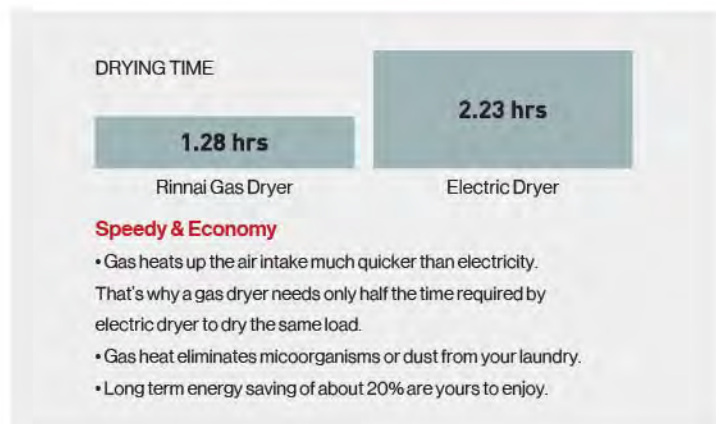 DRYING TIME
1.28 hrs
2.23 hrs
Rinnai Gas Dryer
Electric Dryer
Speedy & Economy
• Gas heats up the air intake much quicker than electricity.
That's why a gas dryer needs only half the time required by
electric dryer to dry the same load.
• Gas heat eliminates micoorganisms or dust from your laundry.
• Long term energy saving of about 20% are yours to enjoy.